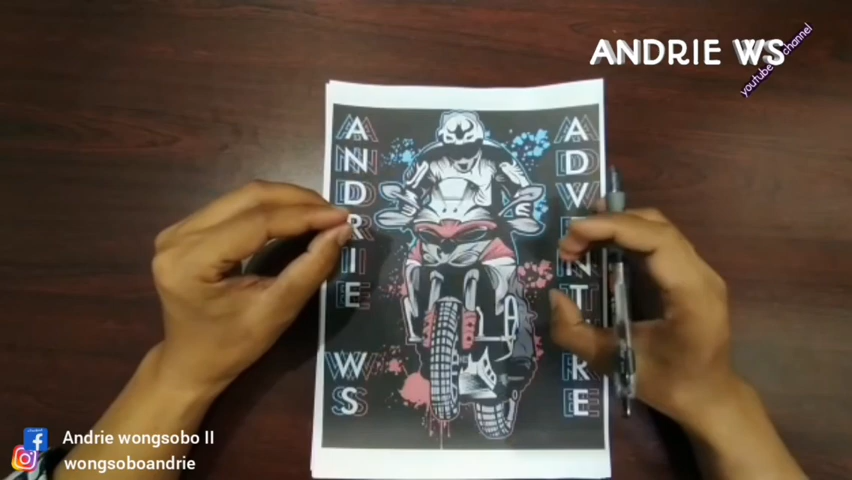 ANDRIE WS
youtube channel
ANDRIE
WS
ADVENTURE
Andrie wongsobo II
wongsoboandrie